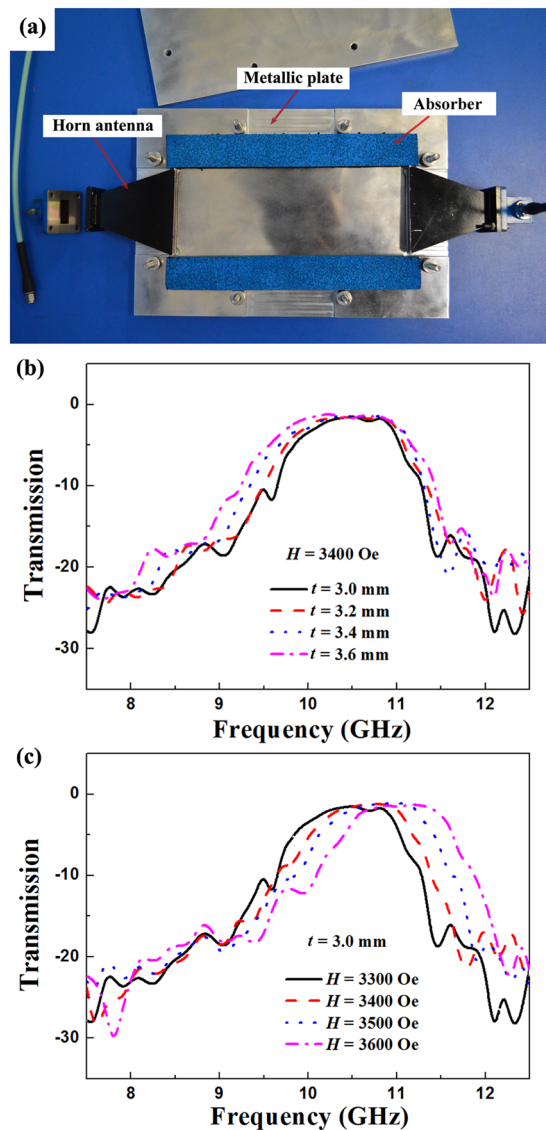 (a)
Metallic plate
Absorber
Horn antenna
(b)
0
-10
-20
-30
Transmission
H = 3400 Oe
t = 3.0 mm
t = 3.2 mm
t = 3.4 mm
t = 3.6 mm
8 9 10 11 12
Frequency (GHz)
(c)
0
-10
-20
-30
Transmission
t = 3.0 mm
H = 3300 Oe
H = 3400 Oe
H = 3500 Oe
H = 3600 Oe
8 9 10 11 12
Frequency (GHz)